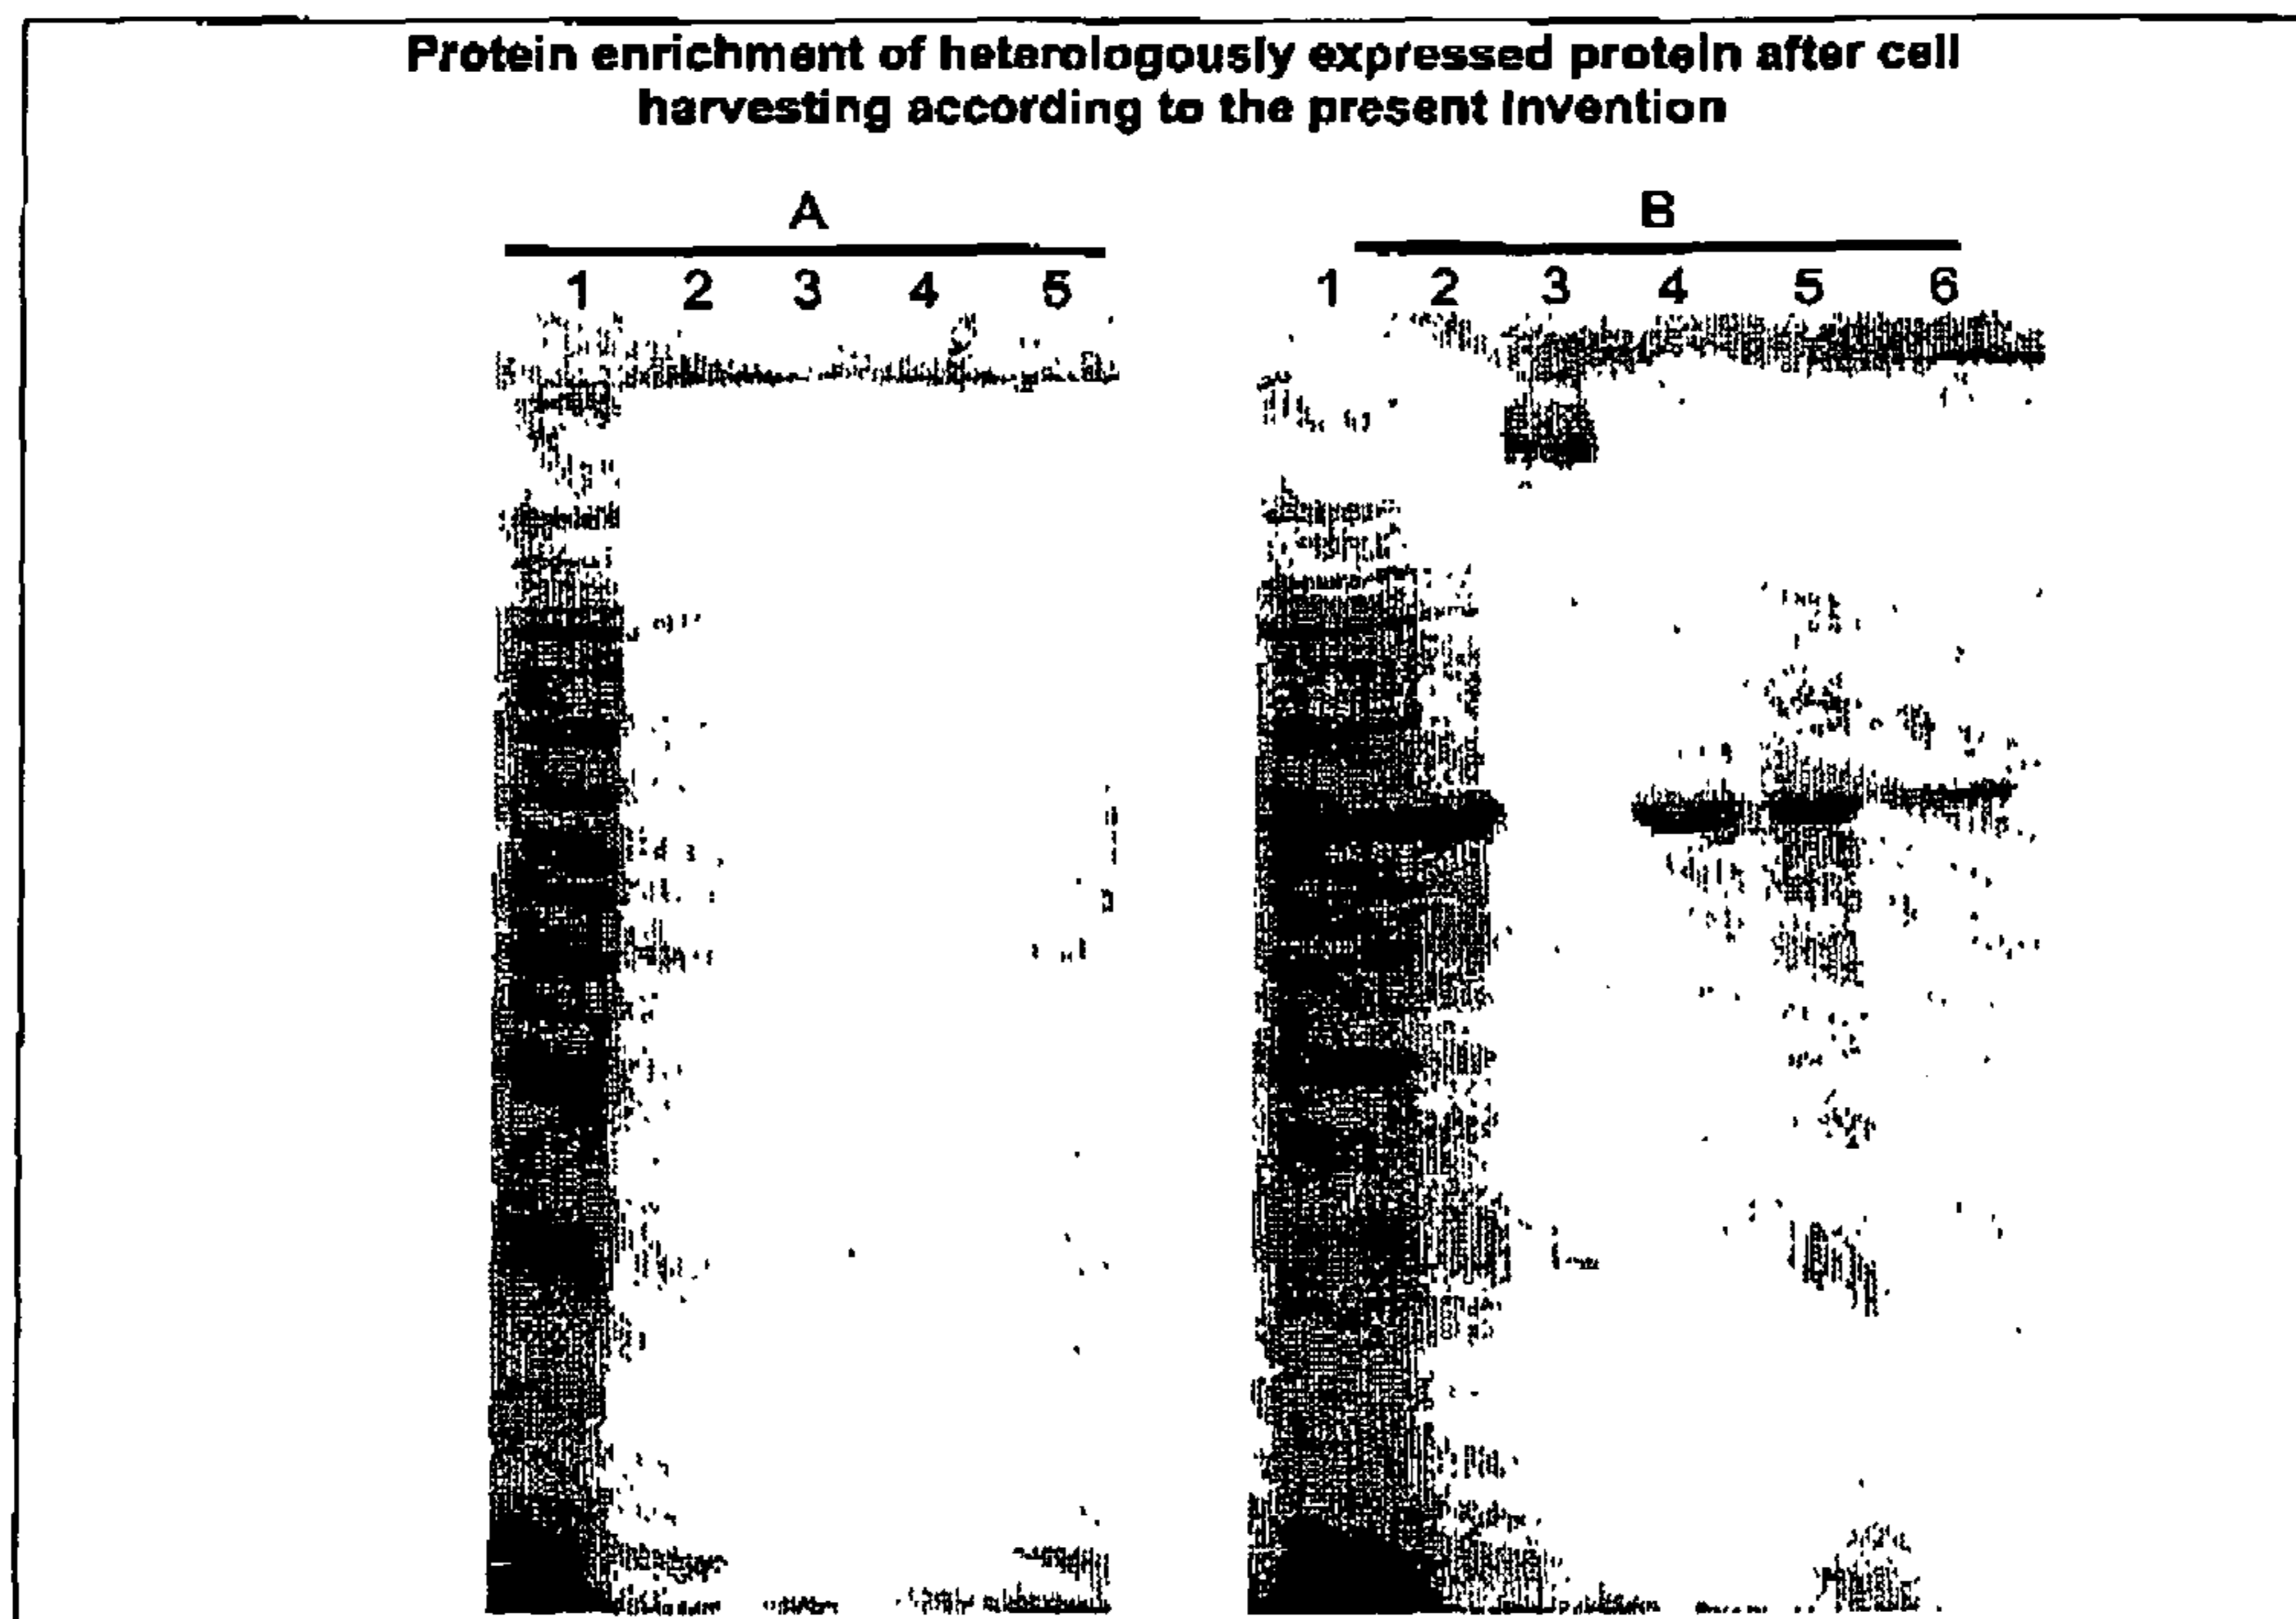 Protein enrichment of heterologously expressed protein after cell
harvesting according to the present invention
A B
1 2 3 4 5 1 2 3 4 5 6